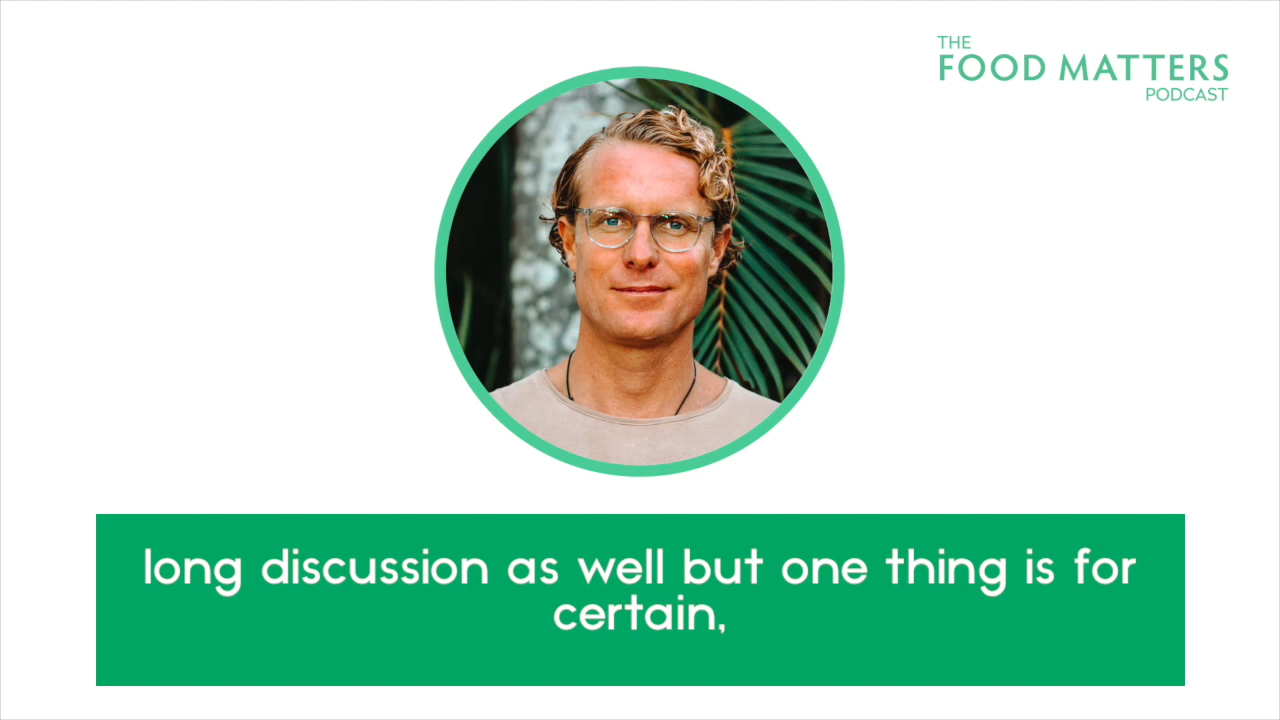 THE
FOOD MATTERS
PODCAST
long discussion as well but one thing is for
certain,